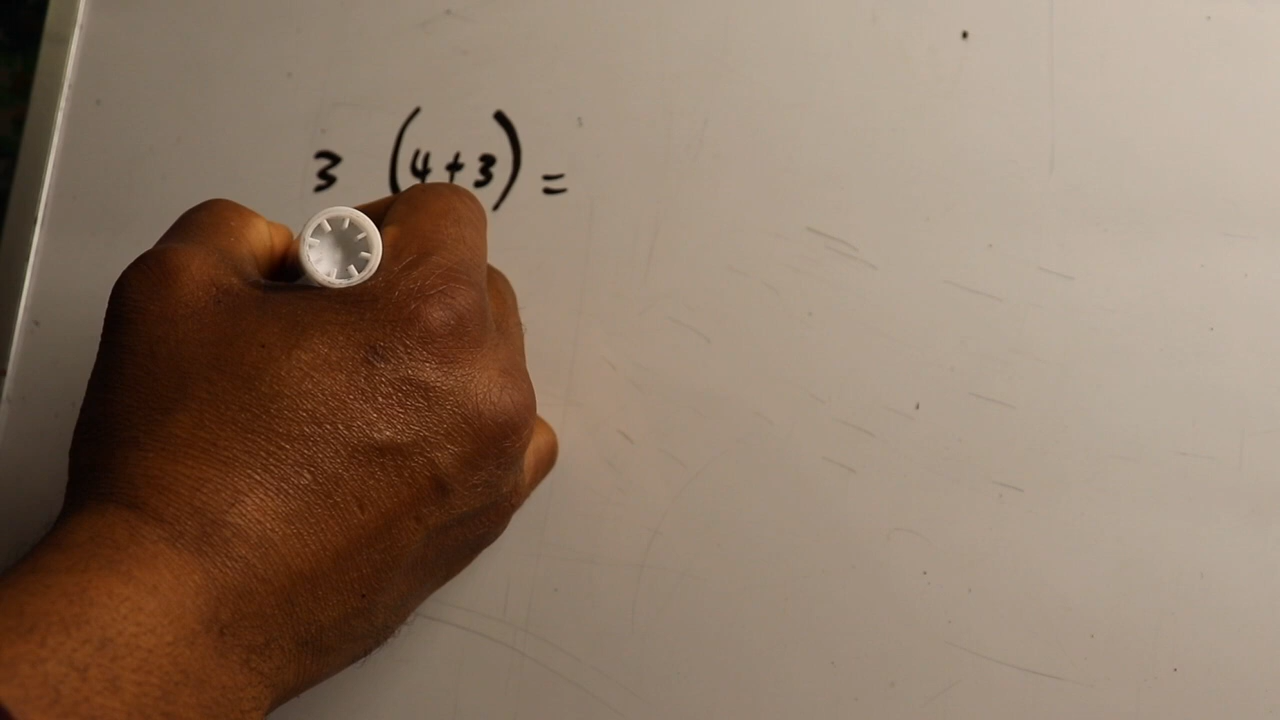 3 (4+3) =